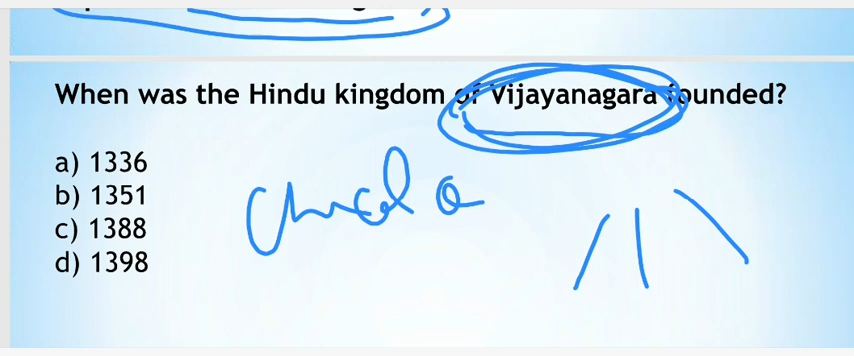 When was the Hindu kingdom of Vijayanagara founded?
a) 1336
b) 1351
c) 1388
d) 1398